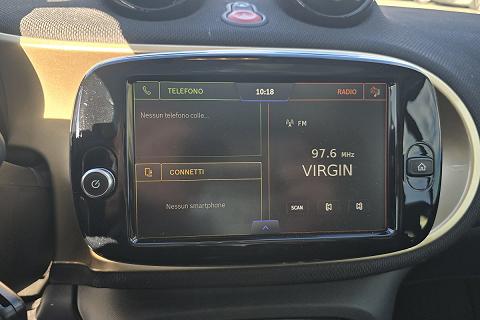 TELEFONO
10:18
RADIO
Nessun telefono colle...
FM
97.6 MHz
VIRGIN
CONNETTI
Nessun smartphone
SCAN